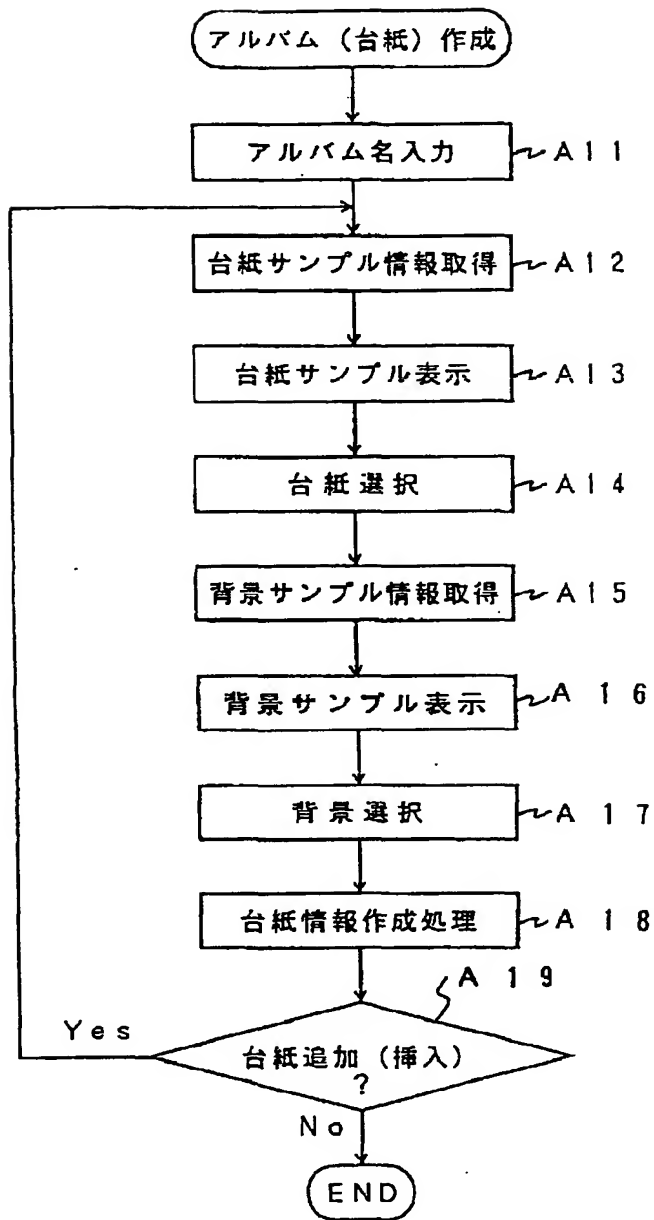 アルバム（台紙）作成
アルバム名入力 A11
台紙サンプル情報取得 A12
台紙サンプル表示 A13
台紙選択 A14
背景サンプル情報取得 A15
背景サンプル表示 A16
背景選択 A17
台紙情報作成処理 A18
A19
Yes
台紙追加（挿入）
?
No
END